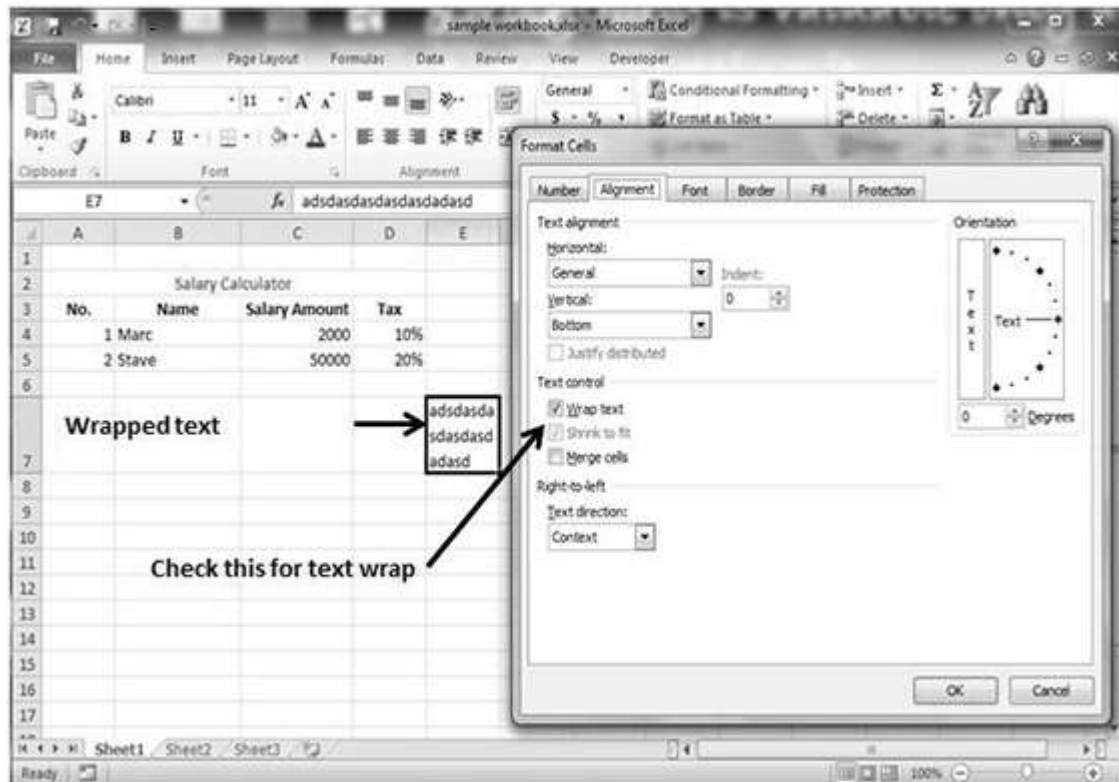 sample workbook.xlsx - Microsoft Excel
File Home Insert Page Layout Formulas Data Review View Developer
Paste
Calibri 11 A A
B I U A
General
$ %
Conditional Formatting
Format as Table
Insert
Delete
Σ
A
Z
Clipboard Font Alignment
E7 fx adsdasdasdasdasdadasd
A B C D E
1
2 Salary Calculator
3 No. Name Salary Amount Tax
4 1 Marc 2000 10%
5 2 Stave 50000 20%
6
Wrapped text
adsdasda
sdasdasd
7 adasd
8
9
10
11 Check this for text wrap
12
13
14
15
16
17
Sheet1 Sheet2 Sheet3
Ready 100%
Format Cells
Number Alignment Font Border Fill Protection
Text alignment
Horizontal:
General
Indent:
0
Vertical:
Bottom
Justify distributed
Text control
Wrap text
Shrink to fit
Merge cells
Right-to-left
Text direction:
Context
Orientation
Text
Text
0 Degrees
OK Cancel